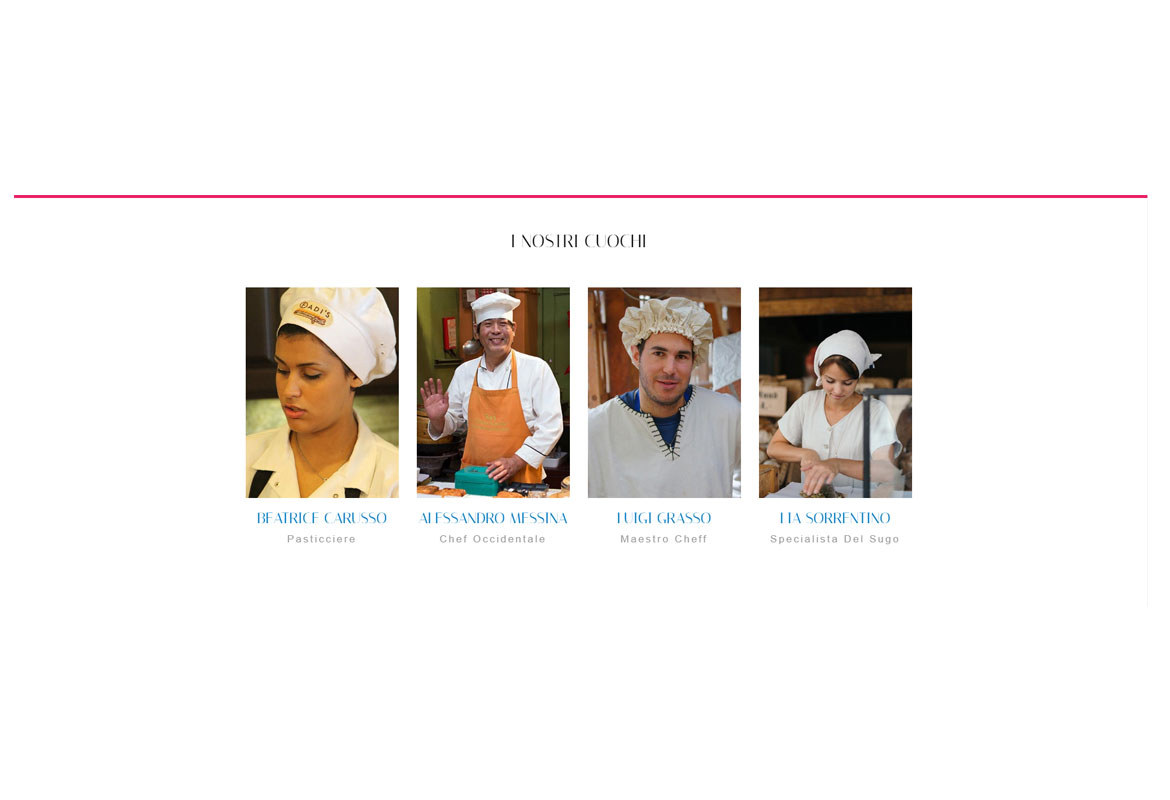 I NOSTRI CUOCHI
ADI'S
BEATRICE CARUSSO
ALESSANDRO MESSINA
LUIGI GRASSO
LIA SORRENTINO
Pasticciere
Chef Occidentale
Maestro Cheff
Specialista Del Sugo